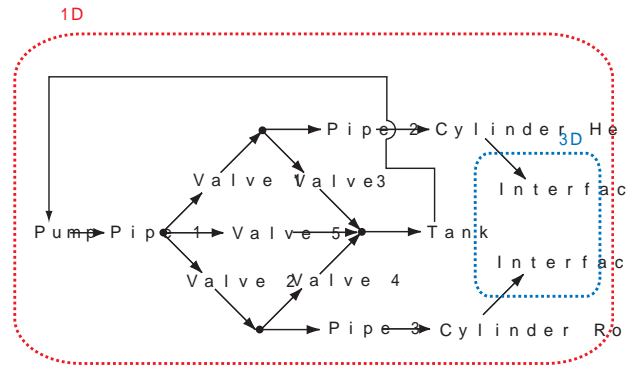 1D
Pipe 2 Cylinder He
3D
Valve 1 Valve3 Interfac
Pump Pipe 1 Valve 5 Tank
Interfac
Valve 2 Valve 4
Pipe 3 Cylinder Ro